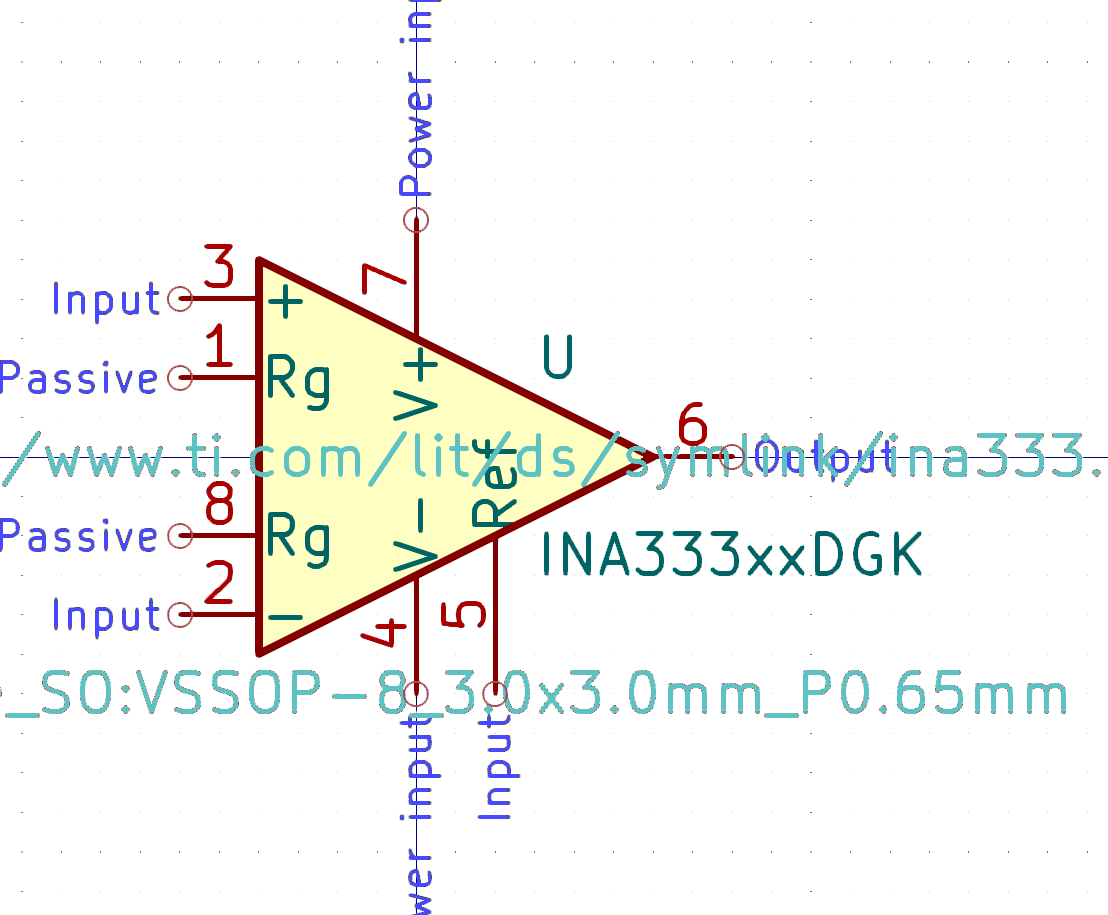 Power inp
7
3
Input
+
1
Passive
Rg
V+
U
6
Output
/www.ti.com/lit/ds/symlink/ina333.
8
Passive
Rg
V-
Ref
INA333xxDGK
2
Input
-
4
5
_SO:VSSOP-8_3.0x3.0mm_P0.65mm
wer input
Input